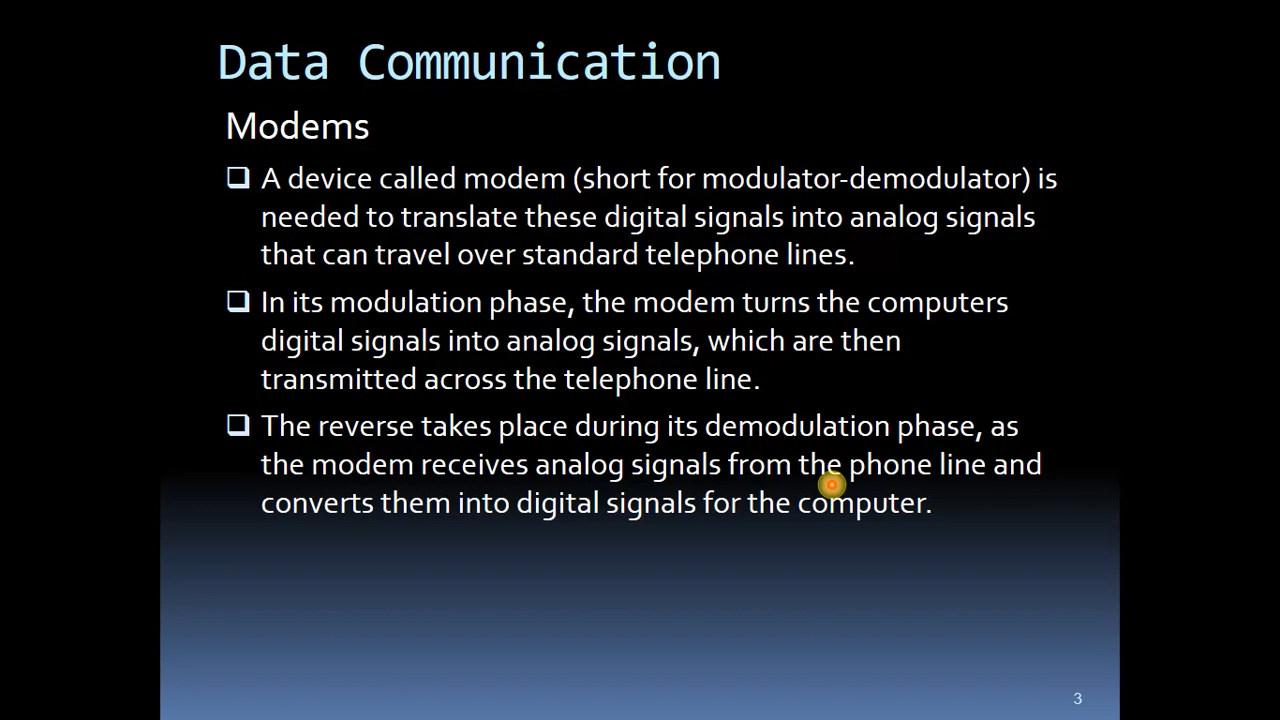 Data Communication
Modems
A device called modem (short for modulator-demodulator) is
needed to translate these digital signals into analog signals
that can travel over standard telephone lines.
In its modulation phase, the modem turns the computers
digital signals into analog signals, which are then
transmitted across the telephone line.
The reverse takes place during its demodulation phase, as
the modem receives analog signals from the phone line and
converts them into digital signals for the computer.
3